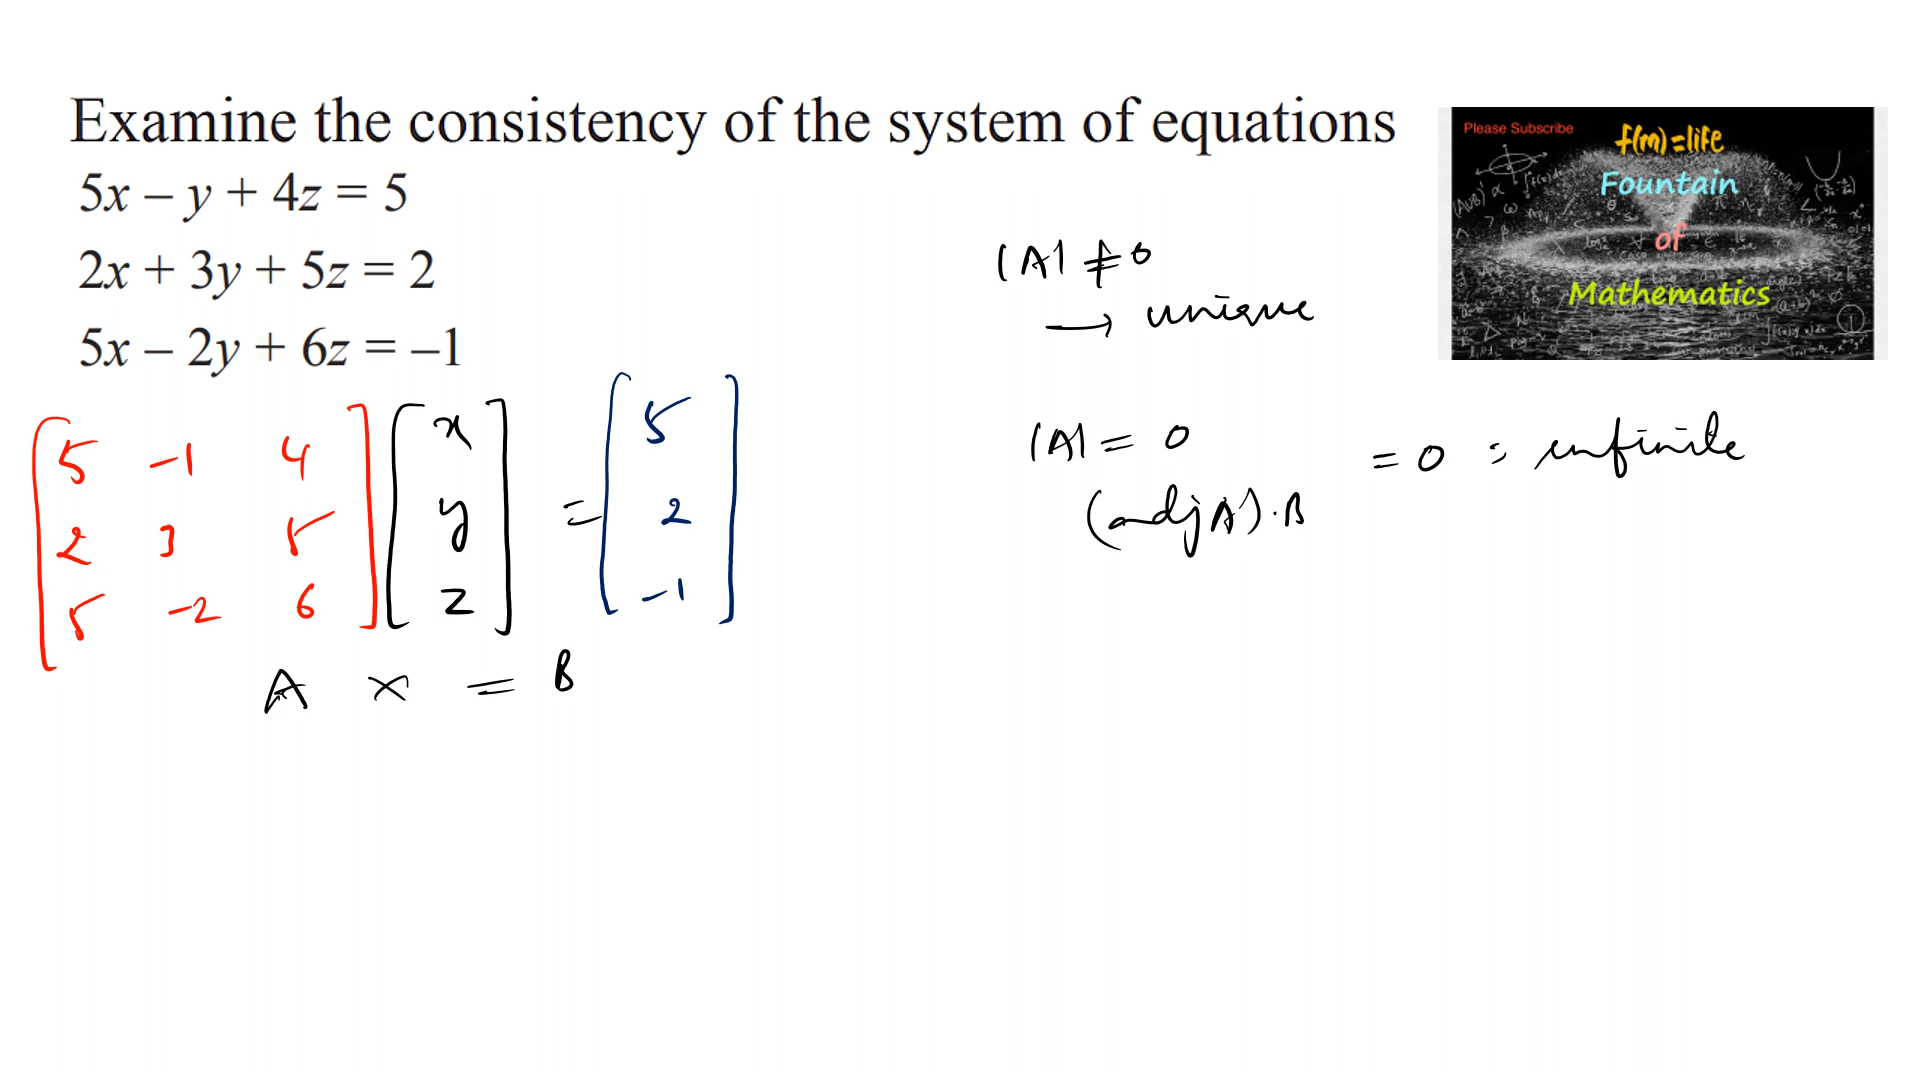 Examine the consistency of the system of equations
5x – y + 4z = 5
2x + 3y + 5z = 2
5x – 2y + 6z = –1
Please Subscribe
f(m)=life
Fountain
of
Mathematics
|A| ≠ 0
→ unique
|A| = 0
(adj A).B = 0 = infinite
[5 -1 4] [x] = [5]
[2 3 5] [y] [2]
[5 -2 6] [z] [-1]
A X = B